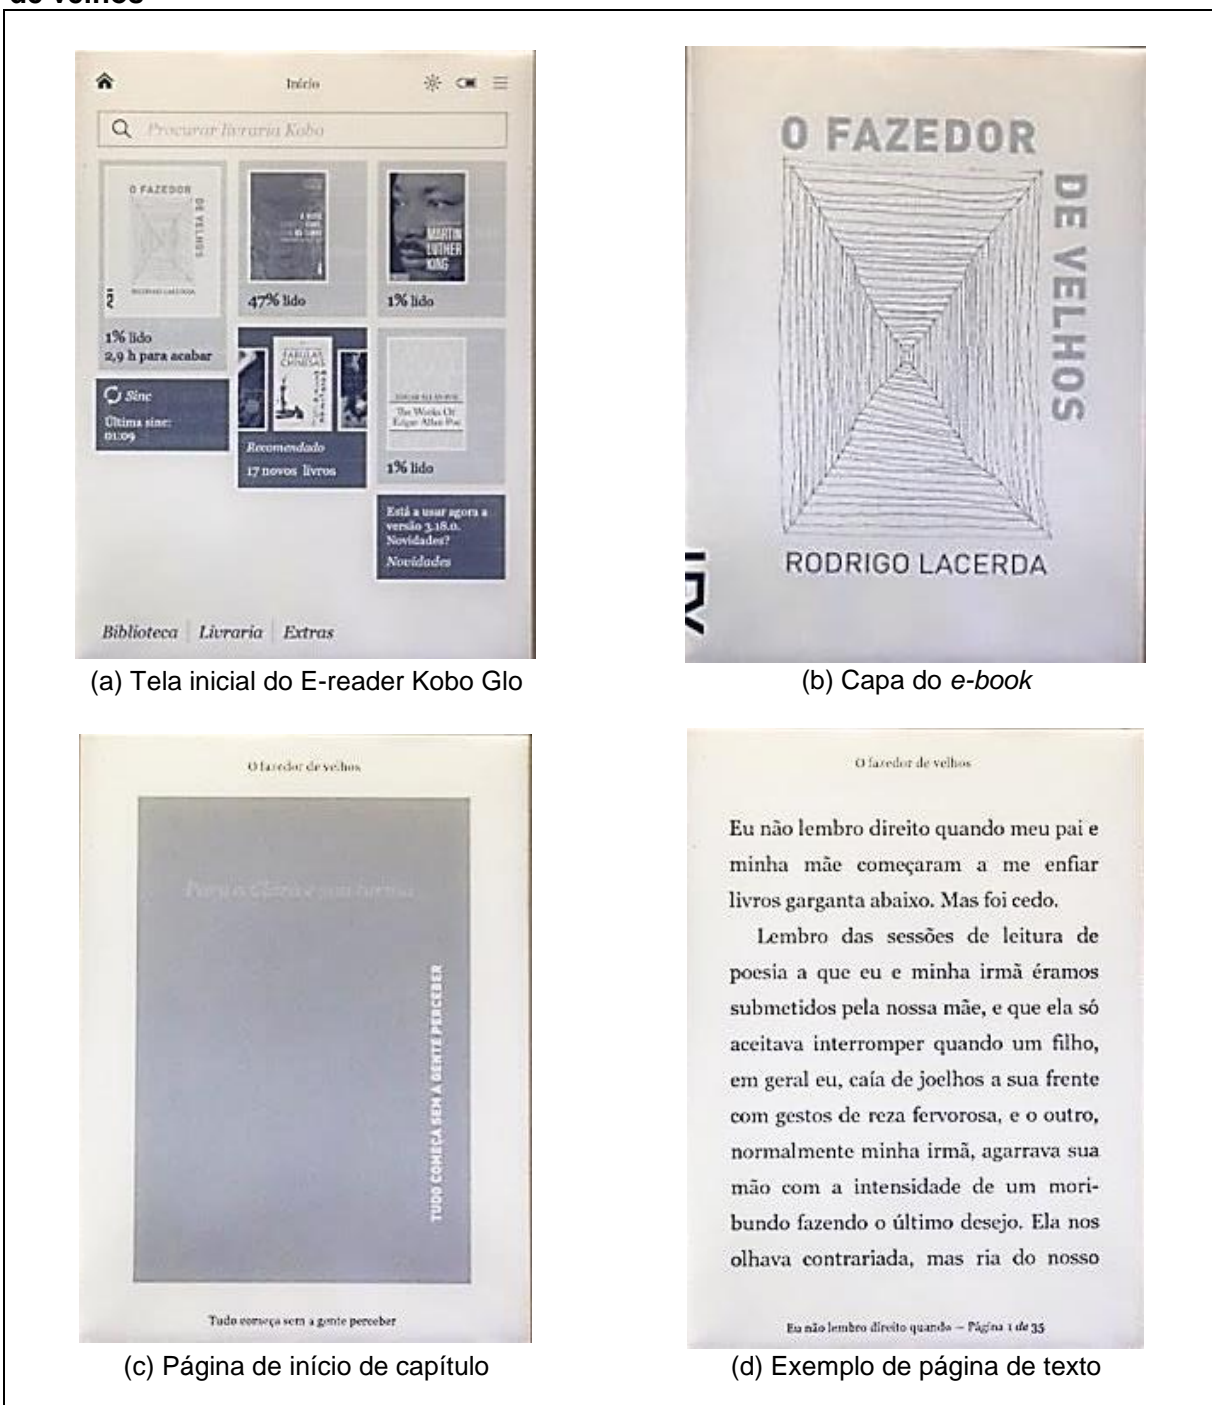 de velhos
Início
Procurar livraria Kobo
O FAZEDOR
DE VELHOS
1% lido
2,9 h para acabar
47% lido
MARTIN
LUTHER
KING
1% lido
Sinc
Última sinc:
01:09
FÁBULAS
CHINESAS
Recomendado
17 novos livros
EDGAR ALLAN POE
The Works Of
Edgar Allan Poe
1% lido
Está a usar agora a
versão 3.18.0.
Novidades?
Novidades
Biblioteca Livraria Extras
(a) Tela inicial do E-reader Kobo Glo
O FAZEDOR
DE VELHOS
RODRIGO LACERDA
(b) Capa do e-book
O fazedor de velhos
TUDO COMEÇA SEM A GENTE PERCEBER
Tudo começa sem a gente perceber
(c) Página de início de capítulo
O fazedor de velhos
Eu não lembro direito quando meu pai e
minha mãe começaram a me enfiar
livros garganta abaixo. Mas foi cedo.
Lembro das sessões de leitura de
poesia a que eu e minha irmã éramos
submetidos pela nossa mãe, e que ela só
aceitava interromper quando um filho,
em geral eu, caía de joelhos a sua frente
com gestos de reza fervorosa, e o outro,
normalmente minha irmã, agarrava sua
mão com a intensidade de um mori-
bundo fazendo o último desejo. Ela nos
olhava contrariada, mas ria do nosso
Eu não lembro direito quando – Página 1 de 35
(d) Exemplo de página de texto